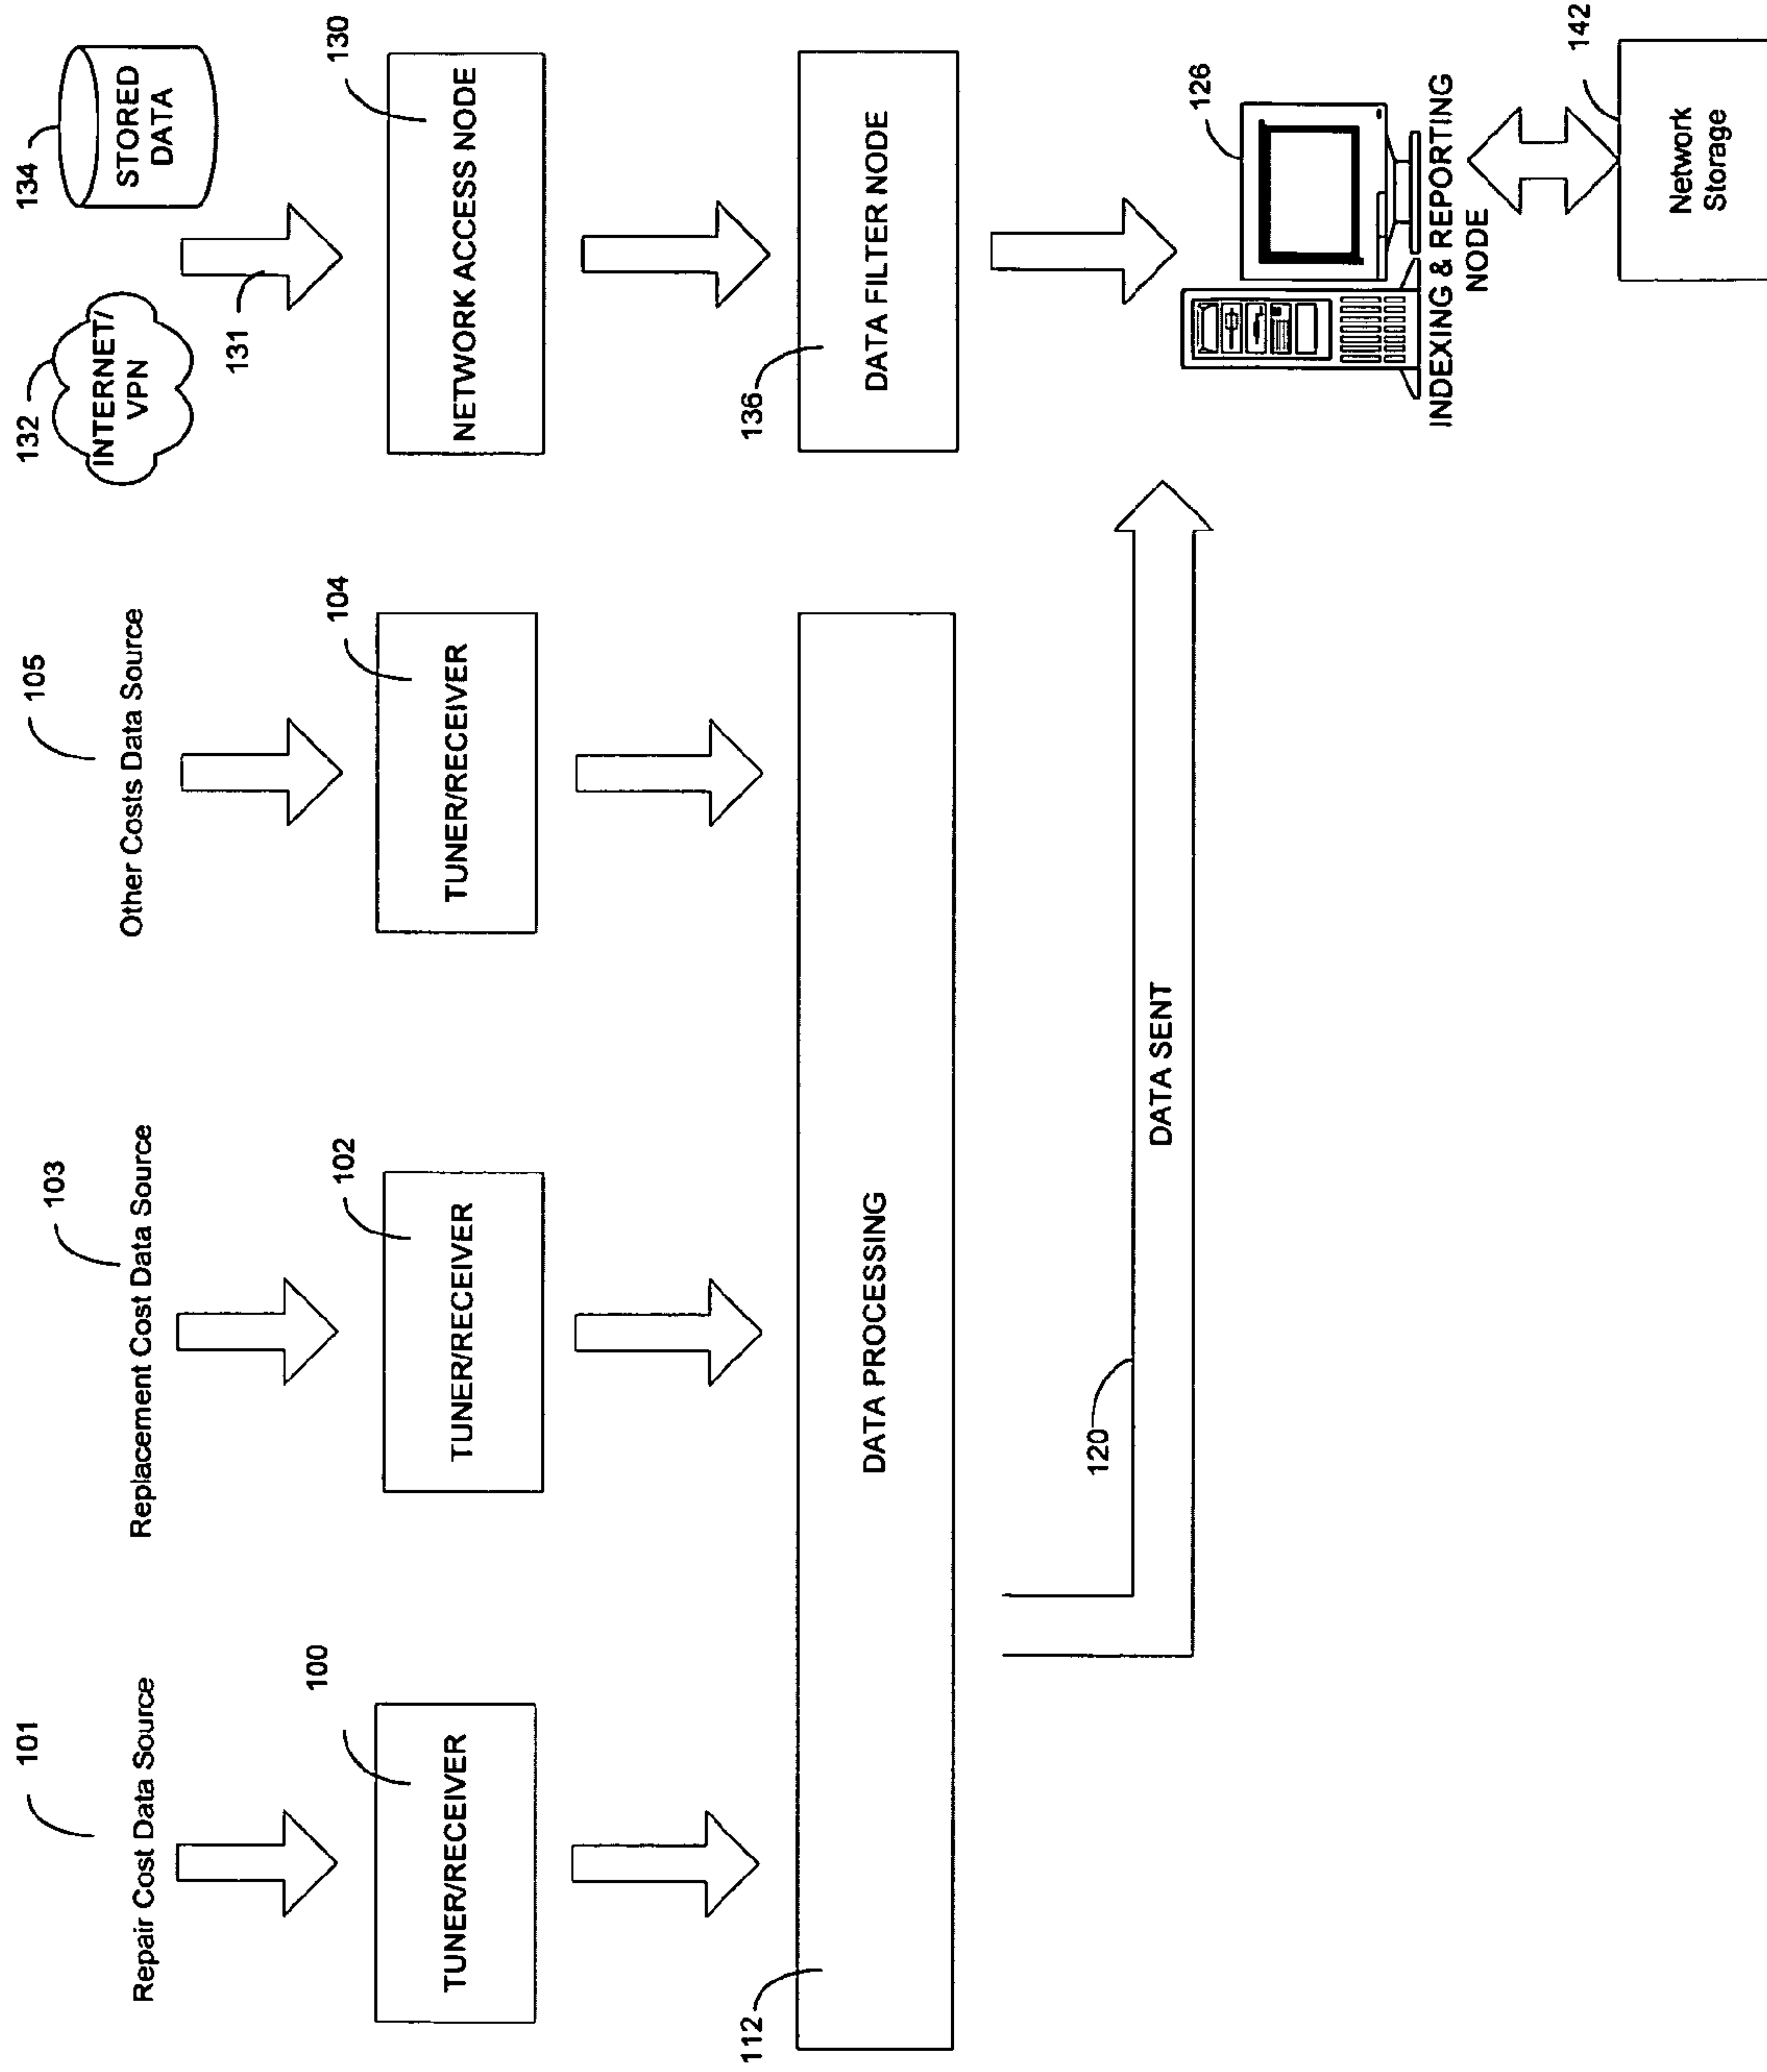 101
Repair Cost Data Source
103
Replacement Cost Data Source
105
Other Costs Data Source
132
INTERNET/
VPN
134
STORED
DATA
131
100
TUNER/RECEIVER
102
TUNER/RECEIVER
104
TUNER/RECEIVER
130
NETWORK ACCESS NODE
112
DATA PROCESSING
136
DATA FILTER NODE
120
DATA SENT
126
INDEXING & REPORTING
NODE
142
Network
Storage